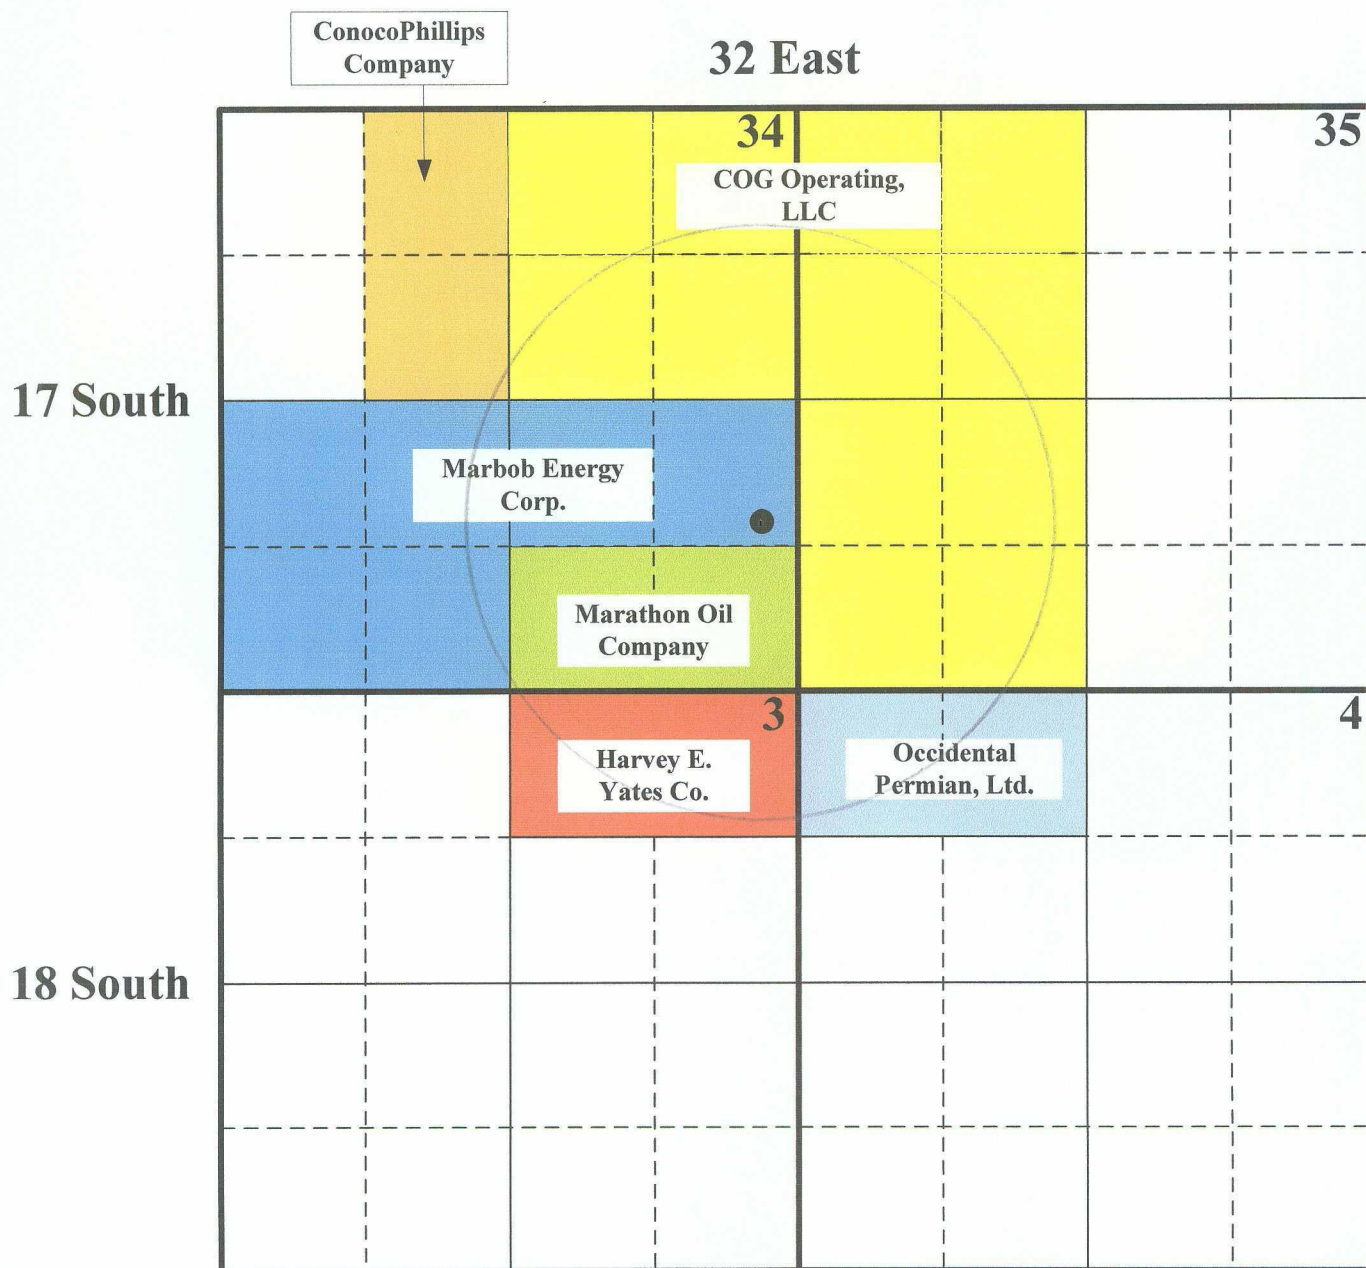 ConocoPhillips
Company
32 East
34
35
COG Operating,
LLC
17 South
Marbob Energy
Corp.
Marathon Oil
Company
3
4
Harvey E.
Yates Co.
Occidental
Permian, Ltd.
18 South